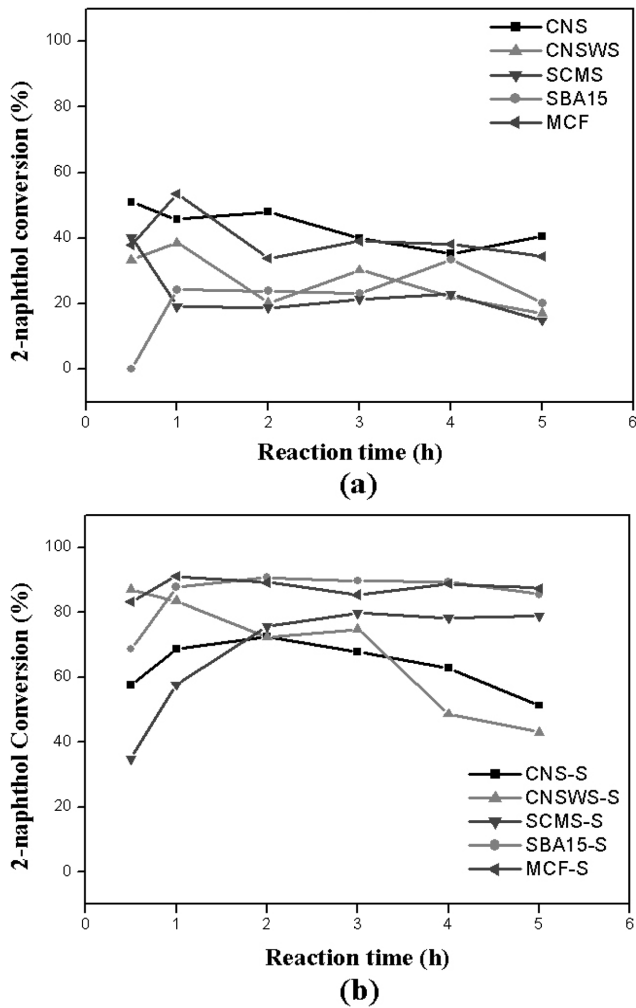 CNS
CNSWS
SCMS
SBA15
MCF
100
80
60
40
20
0
2-naphthol conversion (%)
0 1 2 3 4 5 6
Reaction time (h)
(a)
100
80
60
40
20
0
2-naphthol Conversion (%)
CNS-S
CNSWS-S
SCMS-S
SBA15-S
MCF-S
0 1 2 3 4 5 6
Reaction time (h)
(b)